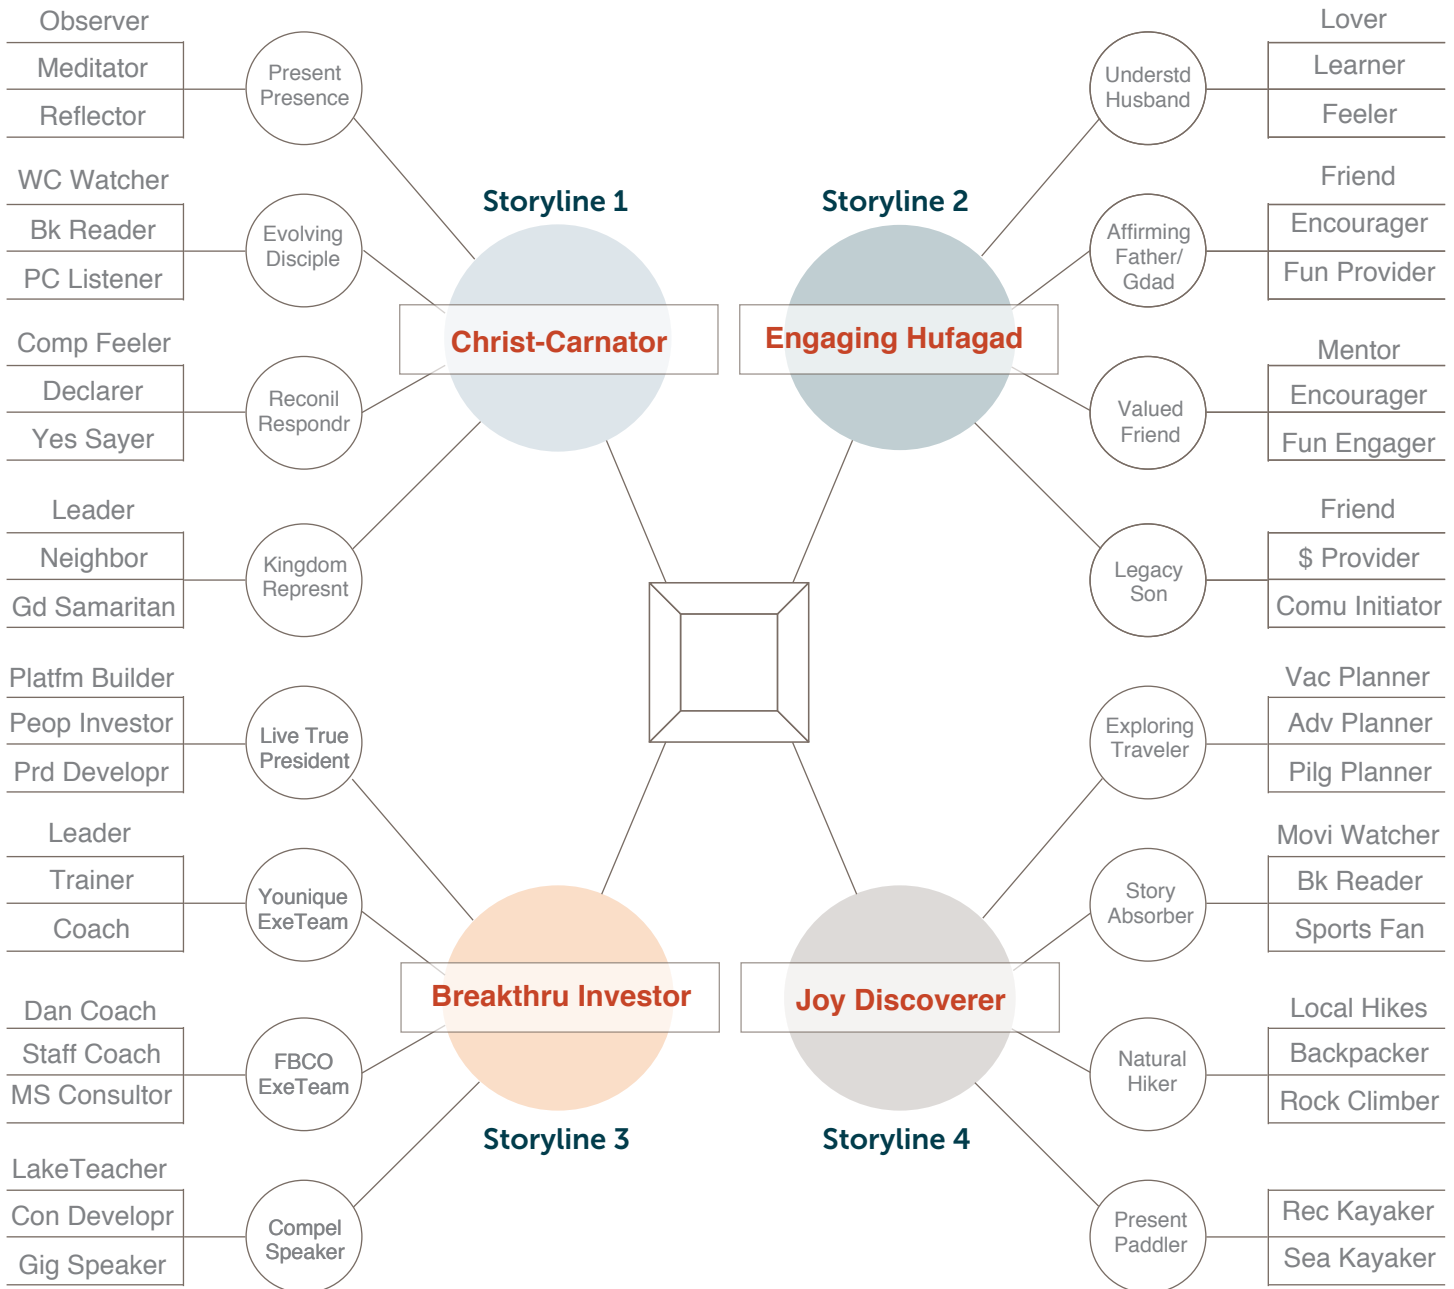 Observer
Meditator
Reflector
Present
Presence
WC Watcher
Bk Reader
PC Listener
Evolving
Disciple
Comp Feeler
Declarer
Yes Sayer
Reconil
Respondr
Leader
Neighbor
Gd Samaritan
Kingdom
Represnt
Storyline 1
Christ-Carnator
Storyline 2
Engaging Hufagad
Understd
Husband
Lover
Learner
Feeler
Affirming
Father/
Gdad
Friend
Encourager
Fun Provider
Valued
Friend
Mentor
Encourager
Fun Engager
Legacy
Son
Friend
$ Provider
Comu Initiator
Platfm Builder
Peop Investor
Prd Developr
Live True
President
Leader
Trainer
Coach
Younique
ExeTeam
Dan Coach
Staff Coach
MS Consultor
FBCO
ExeTeam
LakeTeacher
Con Developr
Gig Speaker
Compel
Speaker
Breakthru Investor
Storyline 3
Joy Discoverer
Storyline 4
Exploring
Traveler
Vac Planner
Adv Planner
Pilg Planner
Story
Absorber
Movi Watcher
Bk Reader
Sports Fan
Natural
Hiker
Local Hikes
Backpacker
Rock Climber
Present
Paddler
Rec Kayaker
Sea Kayaker